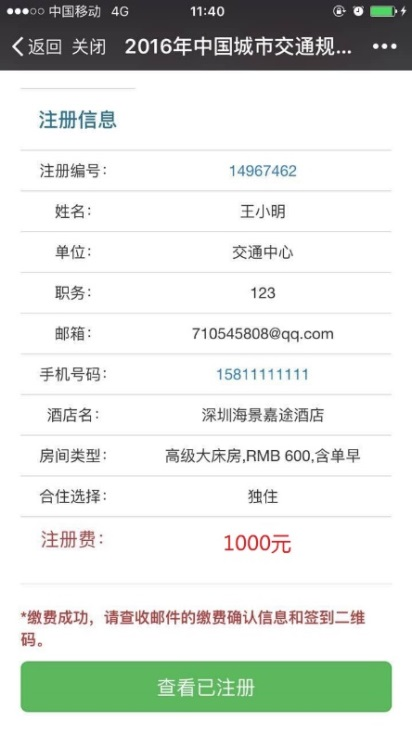 中国移动 4G 11:40
返回 关闭 2016年中国城市交通规...
注册信息
注册编号: 14967462
姓名: 王小明
单位: 交通中心
职务: 123
邮箱: 710545808@qq.com
手机号码: 15811111111
酒店名: 深圳海景嘉途酒店
房间类型: 高级大床房,RMB 600,含单早
合住选择: 独住
注册费: 1000元
*缴费成功，请查收邮件的缴费确认信息和签到二维
码。
查看已注册